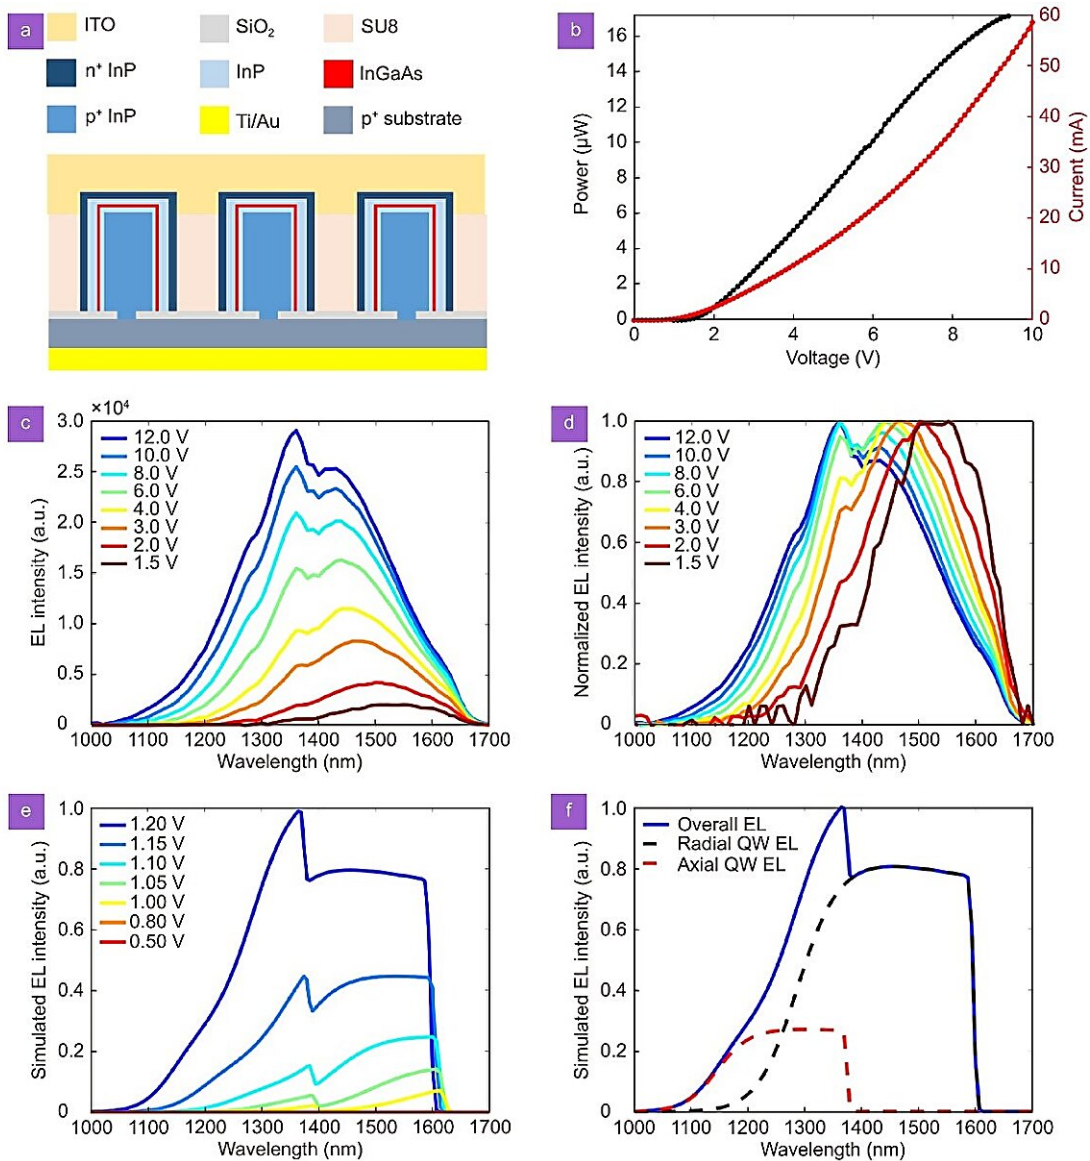 a
ITO
SiO₂
SU8
n⁺ InP
InP
InGaAs
p⁺ InP
Ti/Au
p⁺ substrate
b
Power (μW)
16
14
12
10
8
6
4
2
0
0 2 4 6 8 10
Voltage (V)
60
50
40
30
20
10
0
Current (mA)
c
×10⁴
EL intensity (a.u.)
3.0
2.5
2.0
1.5
1.0
0.5
0
12.0 V
10.0 V
8.0 V
6.0 V
4.0 V
3.0 V
2.0 V
1.5 V
1000 1100 1200 1300 1400 1500 1600 1700
Wavelength (nm)
d
Normalized EL intensity (a.u.)
1.0
0.8
0.6
0.4
0.2
0
12.0 V
10.0 V
8.0 V
6.0 V
4.0 V
3.0 V
2.0 V
1.5 V
1000 1100 1200 1300 1400 1500 1600 1700
Wavelength (nm)
e
Simulated EL intensity (a.u.)
1.0
0.8
0.6
0.4
0.2
0
1.20 V
1.15 V
1.10 V
1.05 V
1.00 V
0.80 V
0.50 V
1000 1100 1200 1300 1400 1500 1600 1700
Wavelength (nm)
f
Simulated EL intensity (a.u.)
1.0
0.8
0.6
0.4
0.2
0
Overall EL
Radial QW EL
Axial QW EL
1000 1100 1200 1300 1400 1500 1600 1700
Wavelength (nm)